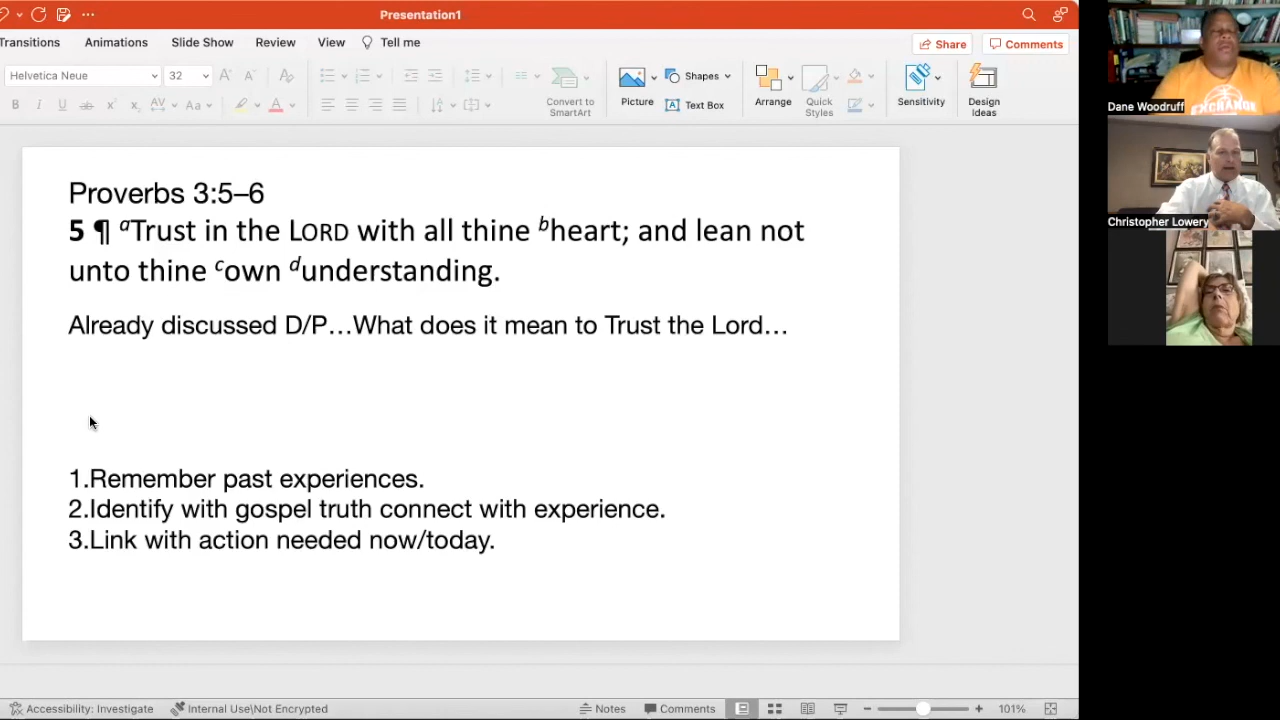 Presentation1
Transitions Animations Slide Show Review View Tell me
Share Comments
Helvetica Neue 32
Convert to SmartArt
Picture
Shapes
Text Box
Arrange
Quick Styles
Sensitivity
Design Ideas
Proverbs 3:5–6
5 ¶ aTrust in the LORD with all thine bheart; and lean not
unto thine cown dunderstanding.
Already discussed D/P…What does it mean to Trust the Lord…
1.Remember past experiences.
2.Identify with gospel truth connect with experience.
3.Link with action needed now/today.
Accessibility: Investigate Internal Use\Not Encrypted Notes Comments 101%
Dane Woodruff
EXCHANGE
Christopher Lowery